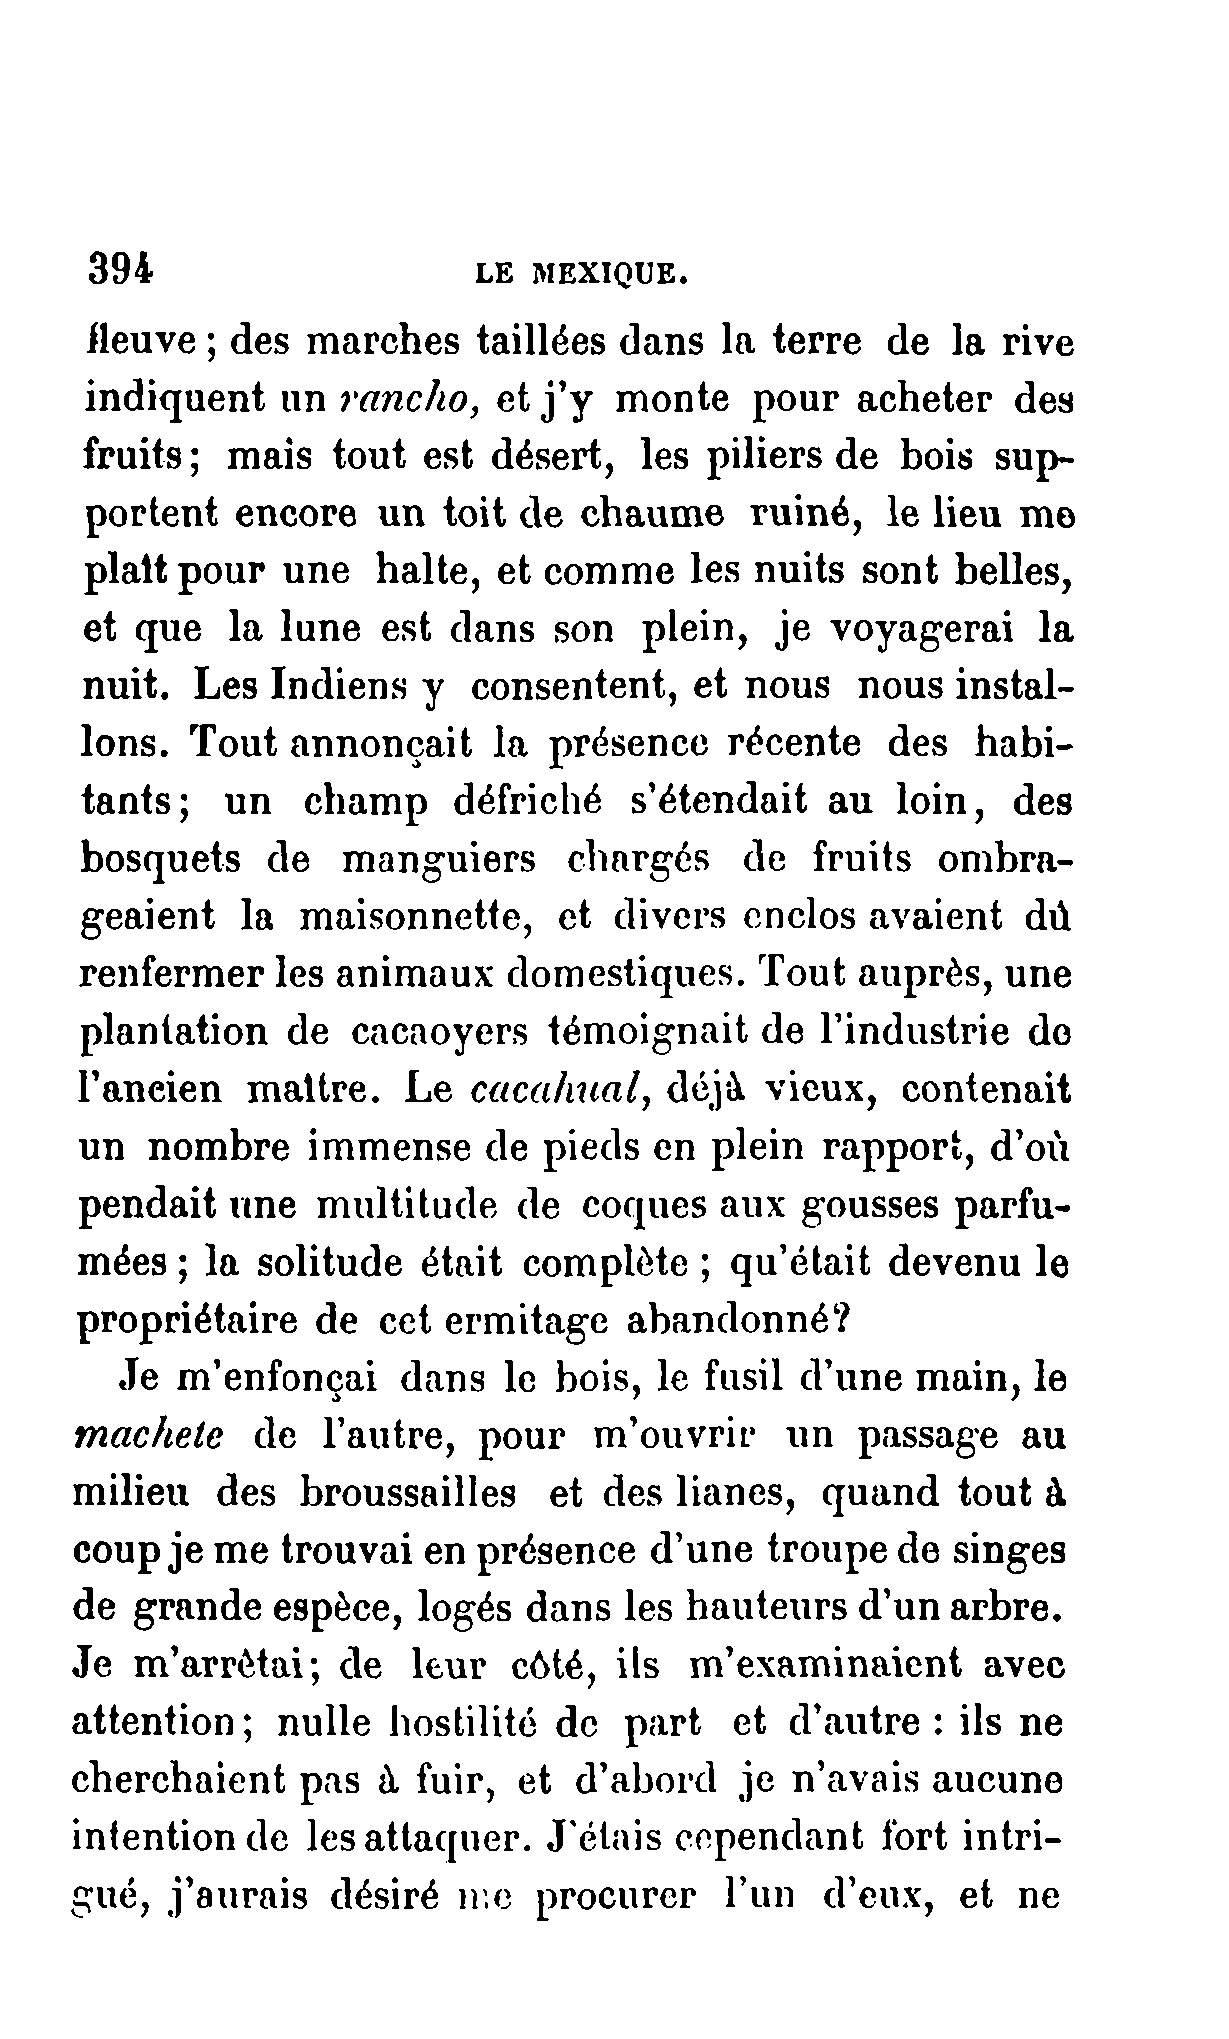 394 LE MEXIQUE.
fleuve ; des marches taillées dans la terre de la rive
indiquent un rancho, et j'y monte pour acheter des
fruits ; mais tout est désert, les piliers de bois sup-
portent encore un toit de chaume ruiné, le lieu me
plaît pour une halte, et comme les nuits sont belles,
et que la lune est dans son plein, je voyagerai la
nuit. Les Indiens y consentent, et nous nous instal-
lons. Tout annonçait la présence récente des habi-
tants ; un champ défriché s'étendait au loin, des
bosquets de manguiers chargés de fruits ombra-
geaient la maisonnette, et divers enclos avaient dû
renfermer les animaux domestiques. Tout auprès, une
plantation de cacaoyers témoignait de l'industrie de
l'ancien maître. Le cacahual, déjà vieux, contenait
un nombre immense de pieds en plein rapport, d'où
pendait une multitude de coques aux gousses parfu-
mées ; la solitude était complète ; qu'était devenu le
propriétaire de cet ermitage abandonné?
Je m'enfonçai dans le bois, le fusil d'une main, le
machete de l'autre, pour m'ouvrir un passage au
milieu des broussailles et des lianes, quand tout à
coup je me trouvai en présence d'une troupe de singes
de grande espèce, logés dans les hauteurs d'un arbre.
Je m'arrêtai ; de leur côté, ils m'examinaient avec
attention ; nulle hostilité de part et d'autre : ils ne
cherchaient pas à fuir, et d'abord je n'avais aucune
intention de les attaquer. J'étais cependant fort intri-
gué, j'aurais désiré me procurer l'un d'eux, et ne